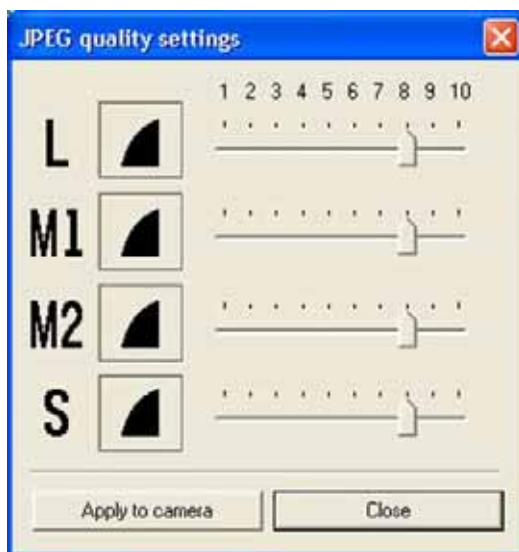 JPEG quality settings
1 2 3 4 5 6 7 8 9 10
L
M1
M2
S
Apply to camera Close